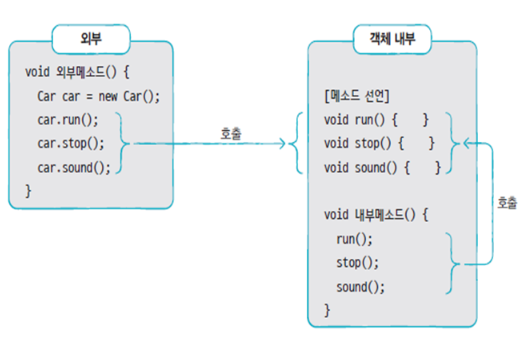 외부
void 외부메소드() {
Car car = new Car();
car.run();
car.stop();
car.sound();
}
호출
객체 내부
[메소드 선언]
void run() { }
void stop() { }
void sound() { }
void 내부메소드() {
run();
stop();
sound();
}
호출